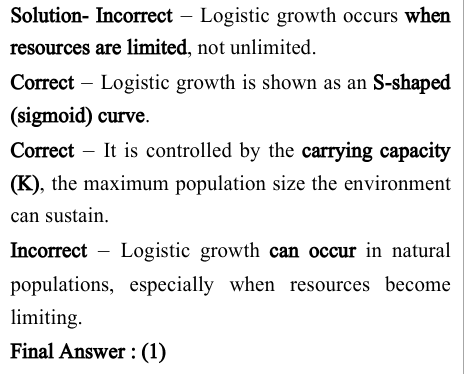 Solution- Incorrect – Logistic growth occurs when
resources are limited, not unlimited.
Correct – Logistic growth is shown as an S-shaped
(sigmoid) curve.
Correct – It is controlled by the carrying capacity
(K), the maximum population size the environment
can sustain.
Incorrect – Logistic growth can occur in natural
populations, especially when resources become
limiting.
Final Answer : (1)